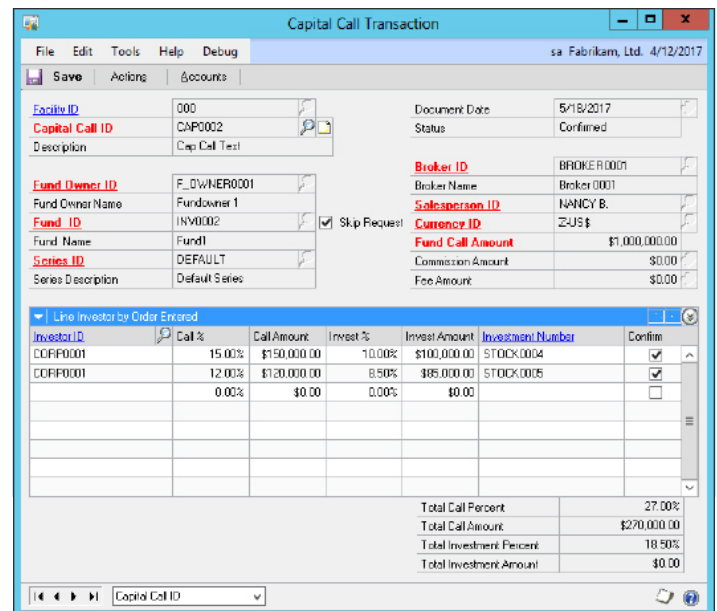 Capital Call Transaction
File Edit Tools Help Debug sa Fabrikam, Ltd. 4/12/2017
Save Actions Accounts
Facility ID 000 Document Date 5/18/2017
Capital Call ID CAP0002 Status Confirmed
Description Cap Call Text
Broker ID BROKER0001
Fund Owner ID F_OWNER0001 Broker Name Broker 0001
Fund Owner Name Fundowner 1 Salesperson ID NANCY B.
Fund ID INV0002 Skip Request Currency ID Z-US$
Fund Name Fund1 Fund Call Amount $1,000,000.00
Series ID DEFAULT Commission Amount $0.00
Series Description Default Series Fee Amount $0.00
Line Investor by Order Entered
Investor ID Call % Call Amount Invest % Invest Amount Investment Number Confirm
CORP0001 15.00% $150,000.00 10.00% $100,000.00 STOCK0004
CORP0001 12.00% $120,000.00 8.50% $85,000.00 STOCK0005
0.00% $0.00 0.00% $0.00
Total Call Percent 27.00%
Total Call Amount $270,000.00
Total Investment Percent 18.50%
Total Investment Amount $0.00
Capital Call ID